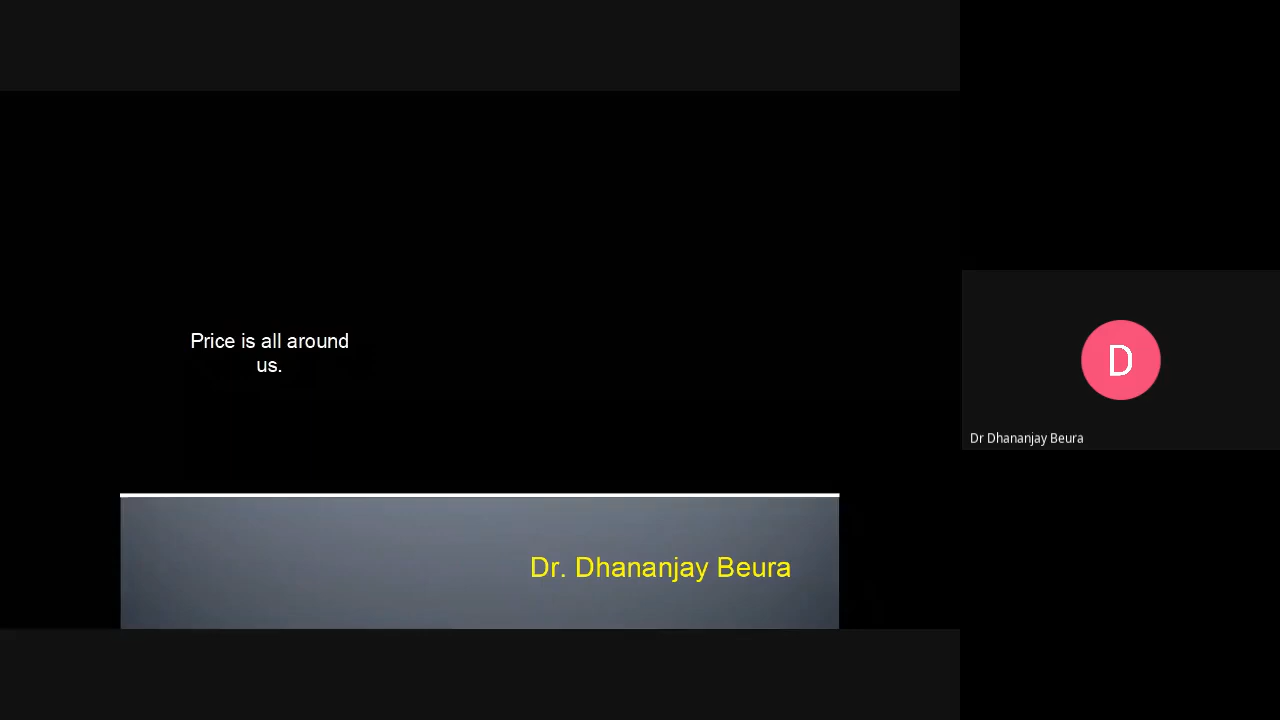 Price is all around
us.
Dr. Dhananjay Beura
D
Dr Dhananjay Beura